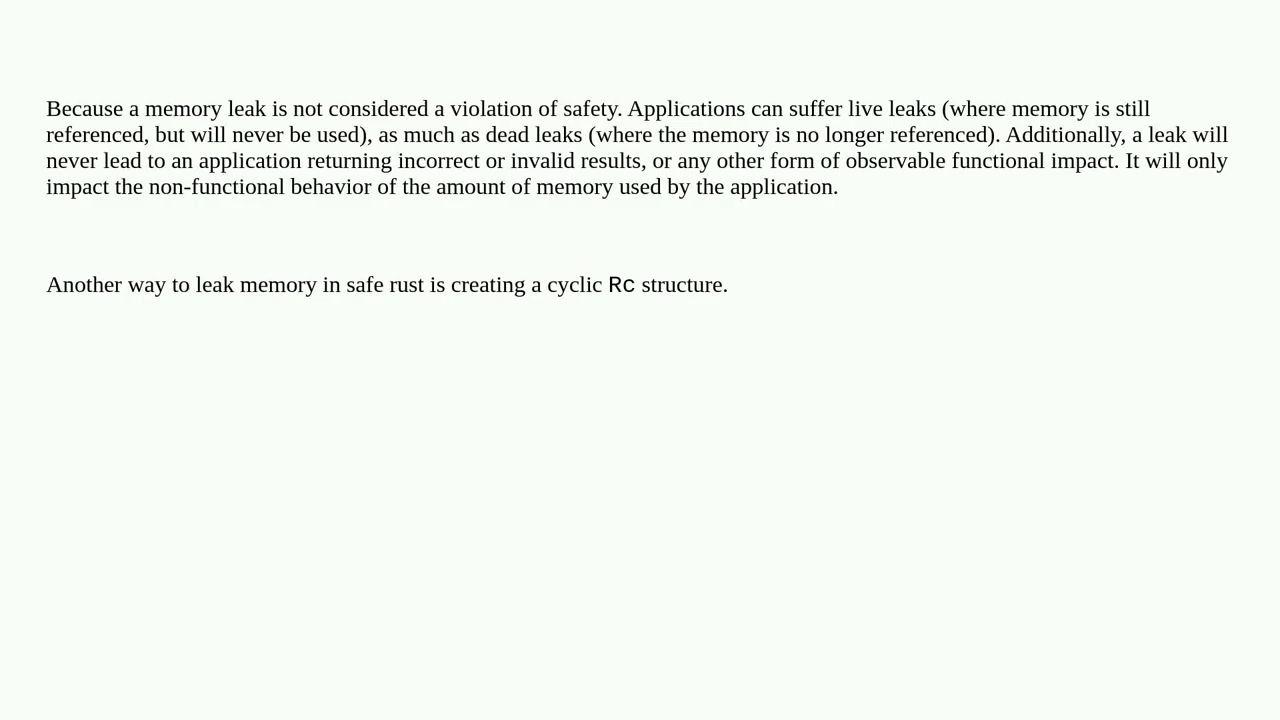 Because a memory leak is not considered a violation of safety. Applications can suffer live leaks (where memory is still
referenced, but will never be used), as much as dead leaks (where the memory is no longer referenced). Additionally, a leak will
never lead to an application returning incorrect or invalid results, or any other form of observable functional impact. It will only
impact the non-functional behavior of the amount of memory used by the application.
Another way to leak memory in safe rust is creating a cyclic Rc structure.